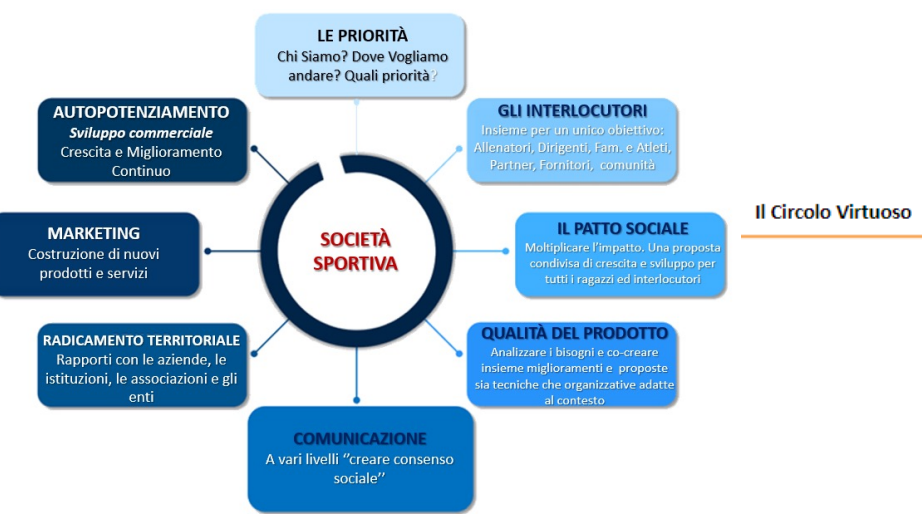 LE PRIORITÀ
Chi Siamo? Dove Vogliamo
andare? Quali priorità?
GLI INTERLOCUTORI
Insieme per un unico obiettivo:
Allenatori, Dirigenti, Fam. e Atleti,
Partner, Fornitori, comunità
IL PATTO SOCIALE
Moltiplicare l'impatto. Una proposta
condivisa di crescita e sviluppo per
tutti i ragazzi ed interlocutori
QUALITÀ DEL PRODOTTO
Analizzare i bisogni e co-creare
insieme miglioramenti e proposte
sia tecniche che organizzative adatte
al contesto
COMUNICAZIONE
A vari livelli “creare consenso
sociale”
RADICAMENTO TERRITORIALE
Rapporti con le aziende, le
istituzioni, le associazioni e gli
enti
MARKETING
Costruzione di nuovi
prodotti e servizi
AUTOPOTENZIAMENTO
Sviluppo commerciale
Crescita e Miglioramento
Continuo
SOCIETÀ
SPORTIVA
Il Circolo Virtuoso